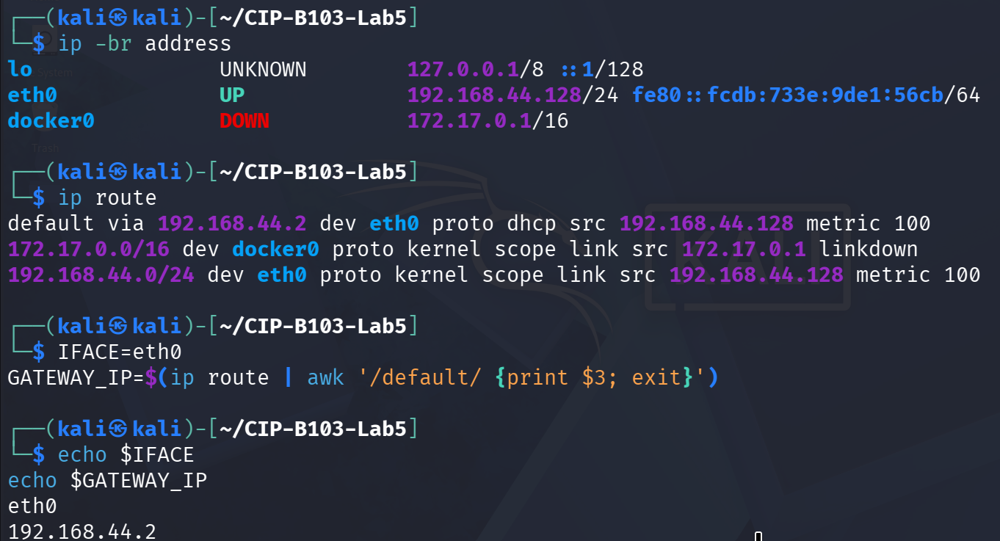 ┌──(kali㉿kali)-[~/CIP-B103-Lab5]
└─$ ip -br address
lo UNKNOWN 127.0.0.1/8 ::1/128
System
eth0 UP 192.168.44.128/24 fe80::fcdb:733e:9de1:56cb/64
docker0 DOWN 172.17.0.1/16
Trash
┌──(kali㉿kali)-[~/CIP-B103-Lab5]
└─$ ip route
default via 192.168.44.2 dev eth0 proto dhcp src 192.168.44.128 metric 100
172.17.0.0/16 dev docker0 proto kernel scope link src 172.17.0.1 linkdown
192.168.44.0/24 dev eth0 proto kernel scope link src 192.168.44.128 metric 100
KALI
┌──(kali㉿kali)-[~/CIP-B103-Lab5]
└─$ IFACE=eth0
GATEWAY_IP=$(ip route | awk '/default/ {print $3; exit}')
┌──(kali㉿kali)-[~/CIP-B103-Lab5]
└─$ echo $IFACE
echo $GATEWAY_IP
eth0
192.168.44.2